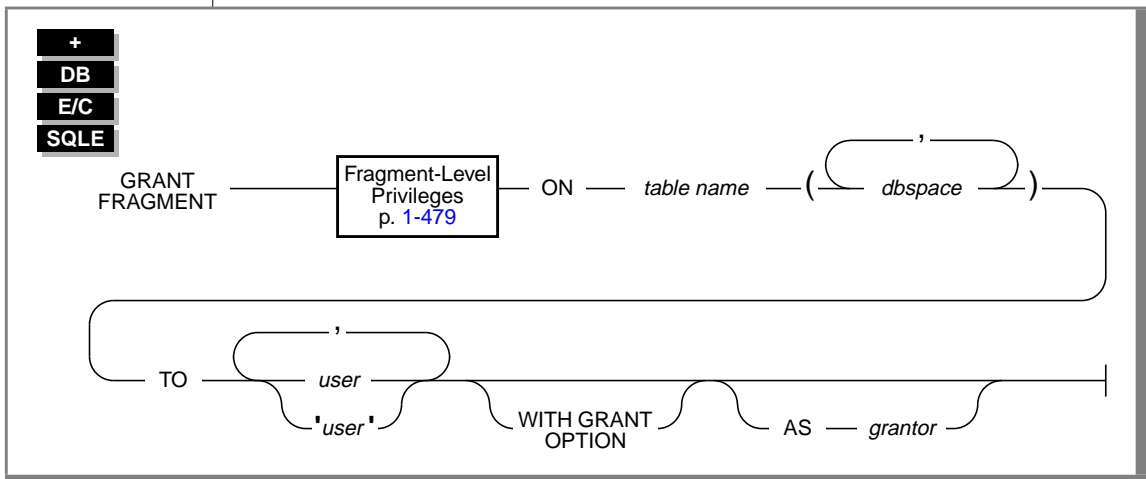 +
DB
E/C
SQLE
GRANT
FRAGMENT
Fragment-Level
Privileges
p. 1-479
ON
table name
(
,
dbspace
)
TO
,
user
'user'
WITH GRANT
OPTION
AS
grantor